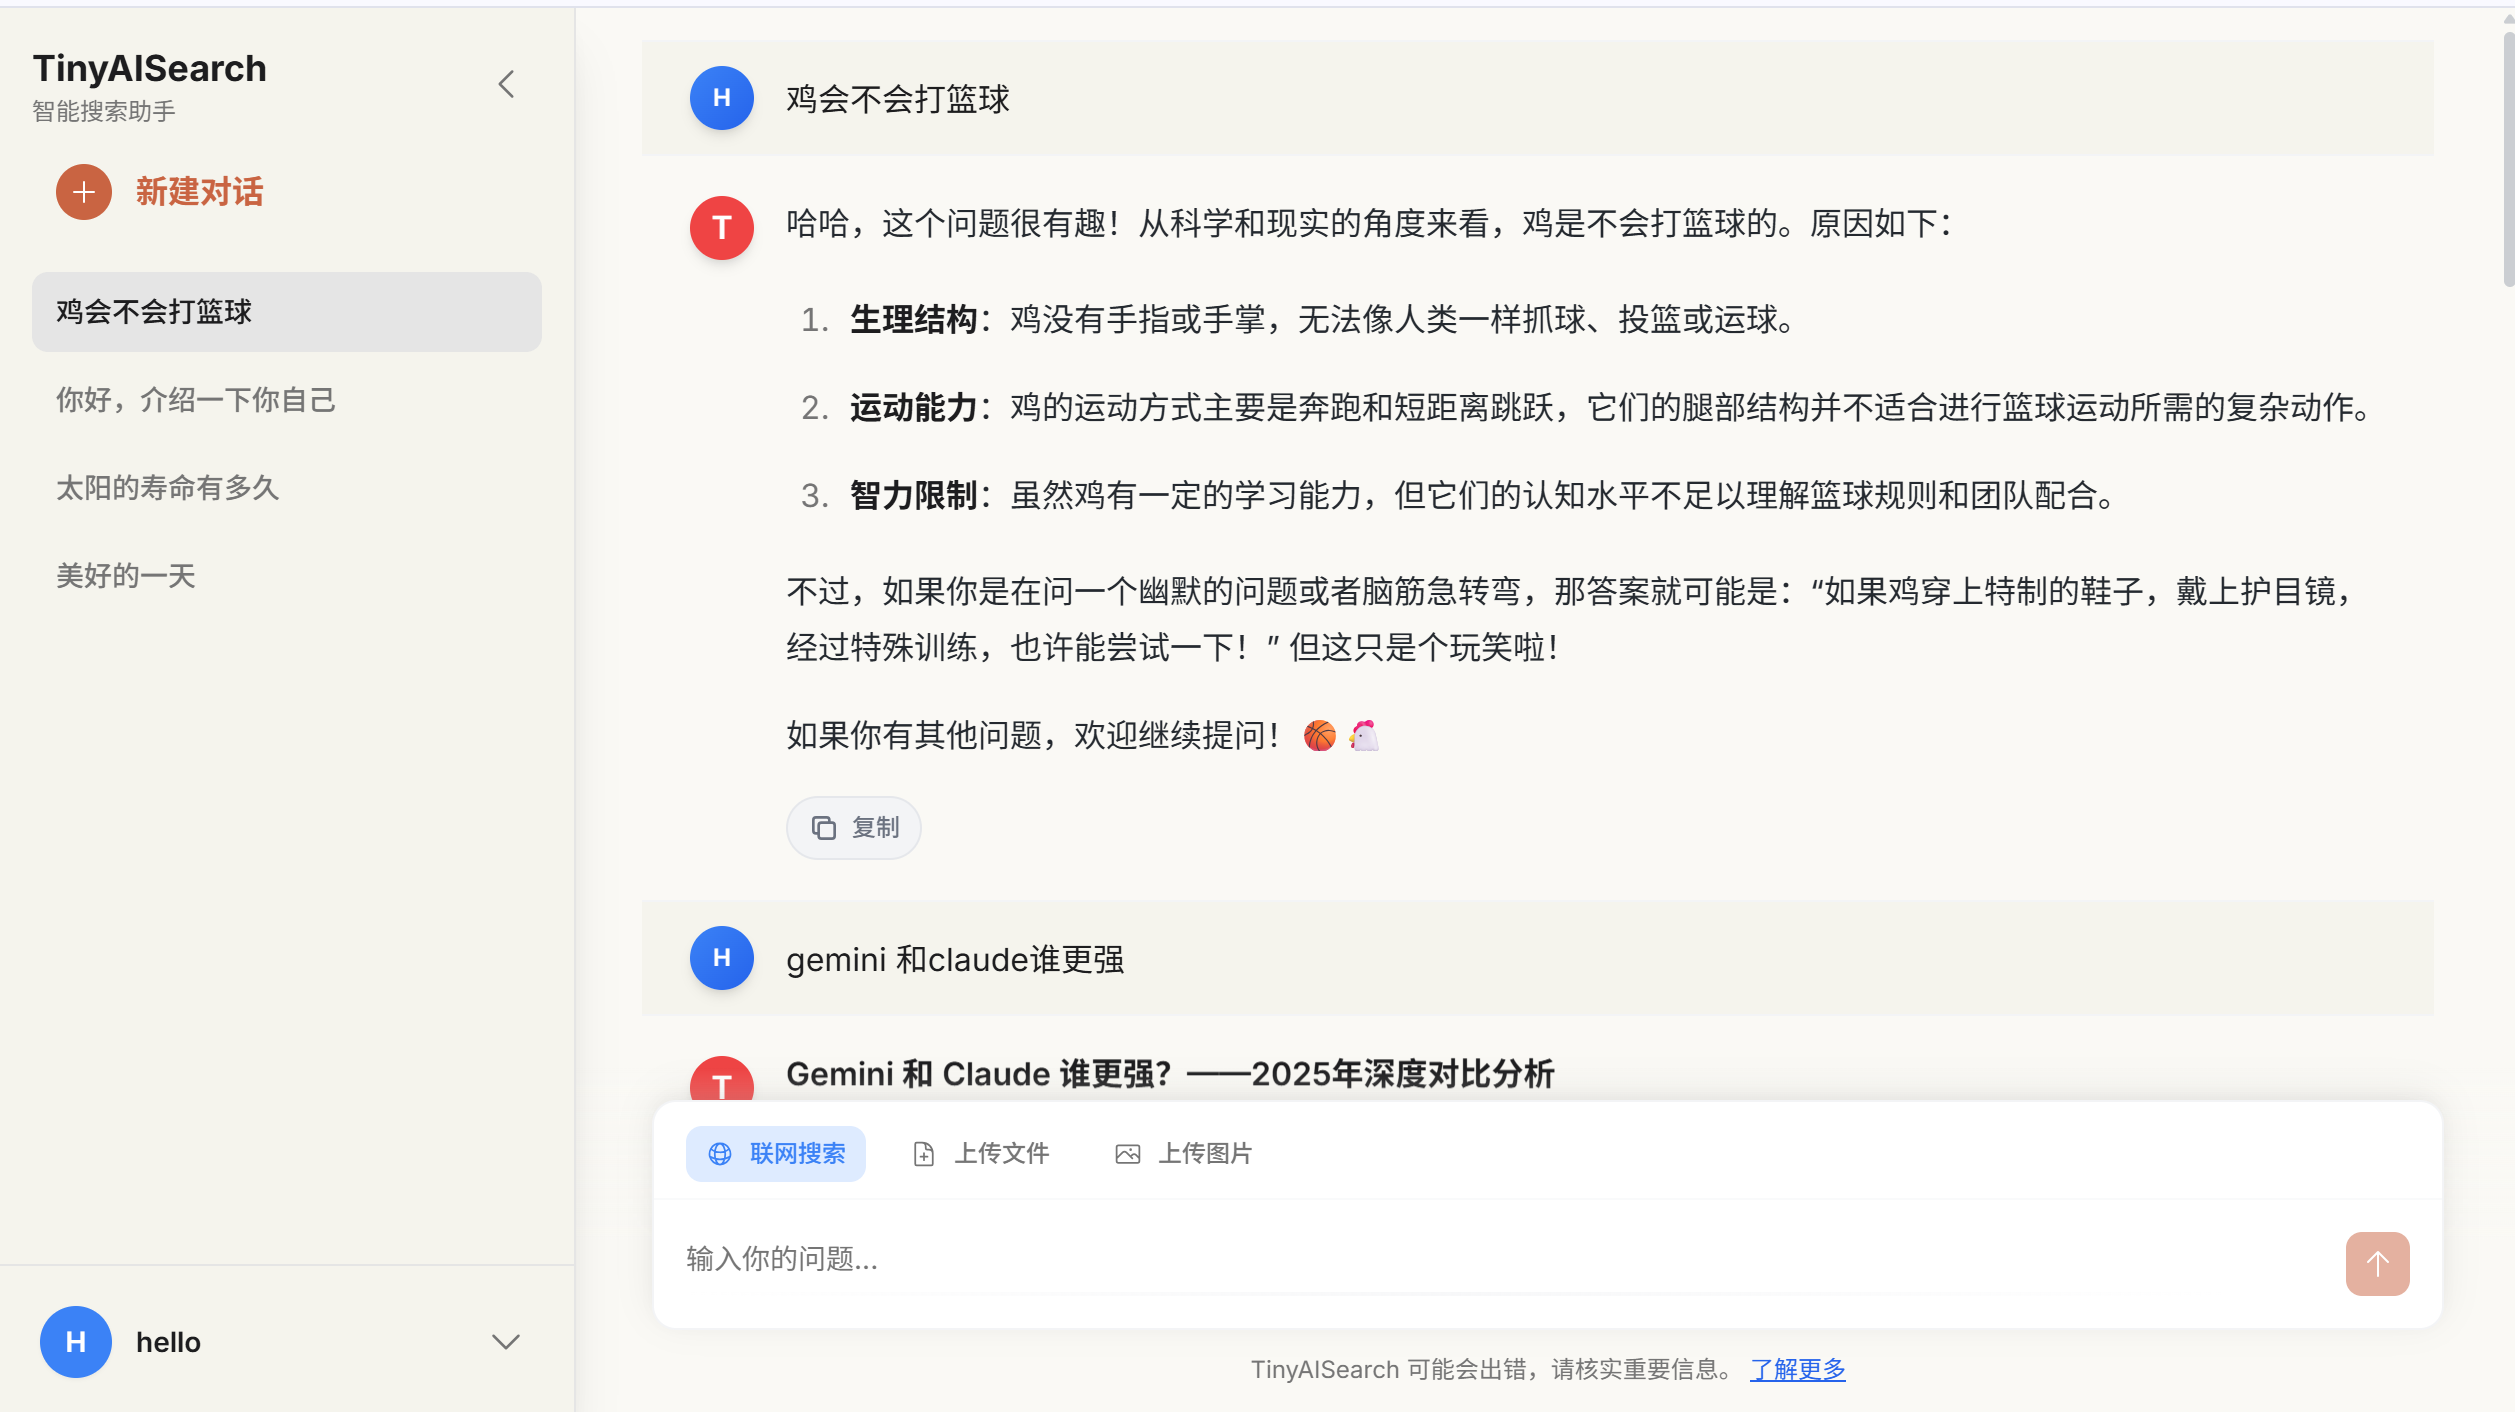 TinyAISearch
智能搜索助手
新建对话
鸡会不会打篮球
你好，介绍一下你自己
太阳的寿命有多久
美好的一天
H
hello
H
鸡会不会打篮球
T
哈哈，这个问题很有趣！从科学和现实的角度来看，鸡是不会打篮球的。原因如下：
1. 生理结构：鸡没有手指或手掌，无法像人类一样抓球、投篮或运球。
2. 运动能力：鸡的运动方式主要是奔跑和短距离跳跃，它们的腿部结构并不适合进行篮球运动所需的复杂动作。
3. 智力限制：虽然鸡有一定的学习能力，但它们的认知水平不足以理解篮球规则和团队配合。
不过，如果你是在问一个幽默的问题或者脑筋急转弯，那答案就可能是：“如果鸡穿上特制的鞋子，戴上护目镜，
经过特殊训练，也许能尝试一下！” 但这只是个玩笑啦！
如果你有其他问题，欢迎继续提问！🏀 🐔
复制
H
gemini 和claude谁更强
T
Gemini 和 Claude 谁更强？——2025年深度对比分析
联网搜索
上传文件
上传图片
输入你的问题...
TinyAISearch 可能会出错，请核实重要信息。 了解更多